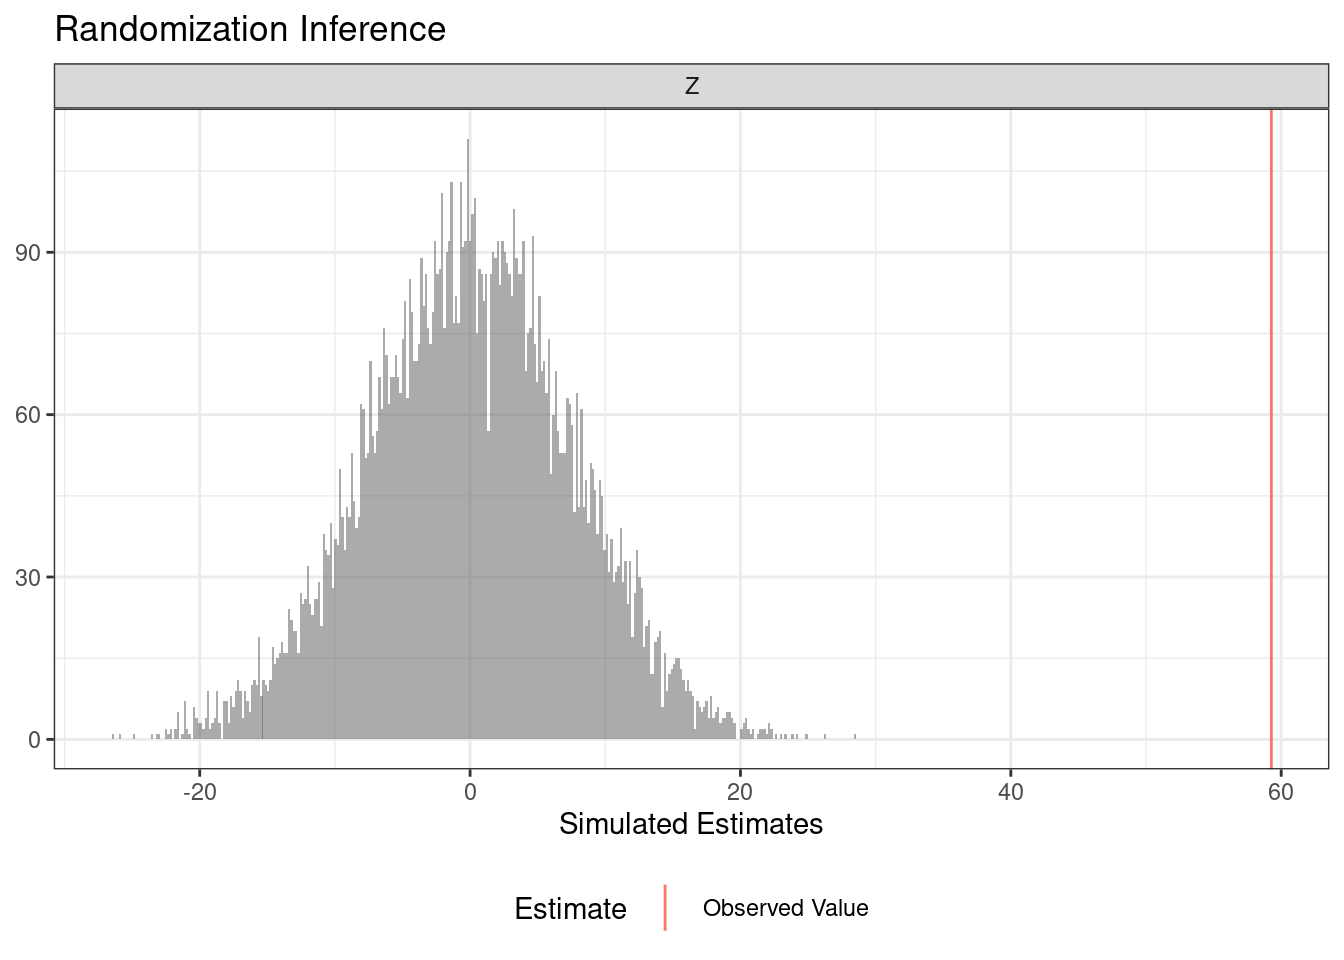 Randomization Inference
Z
90
60
30
0
-20 0 20 40 60
Simulated Estimates
Estimate Observed Value